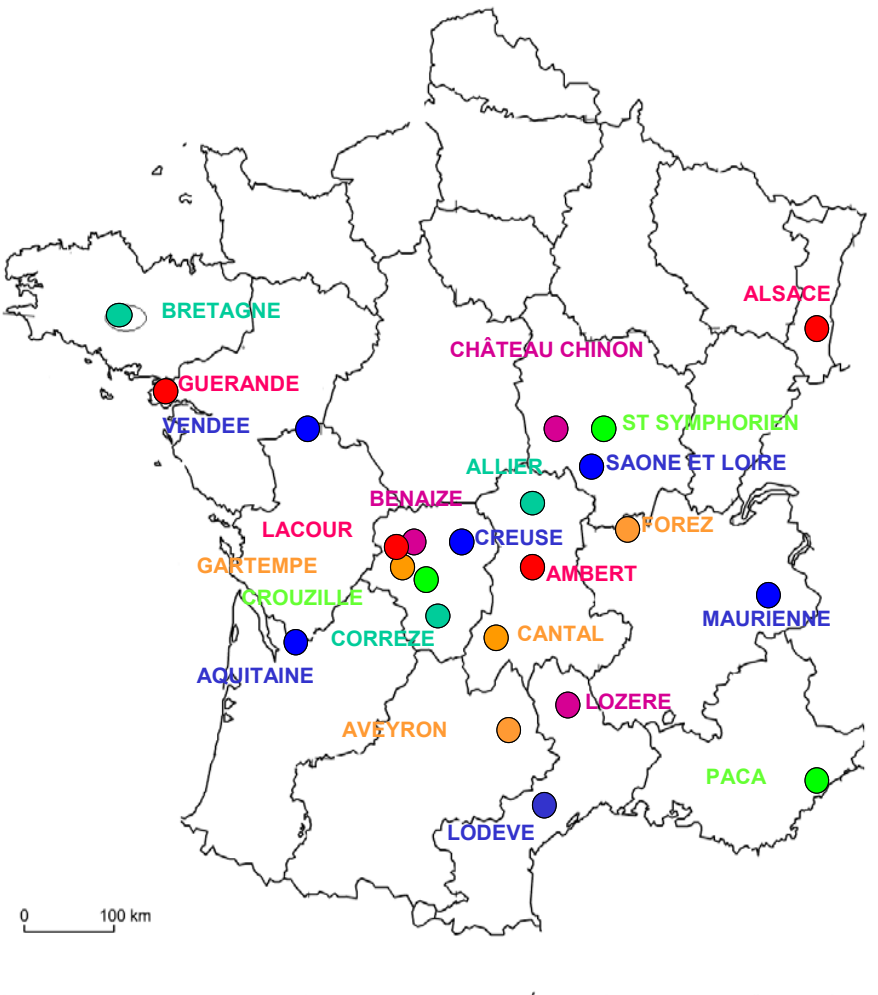 ALSACE
BRETAGNE
CHÂTEAU CHINON
GUERANDE
VENDEE
ST SYMPHORIEN
ALLIER
SAONE ET LOIRE
BENAIZE
LACOUR
FOREZ
CREUSE
GARTEMPE
AMBERT
CROUZILLE
MAURIENNE
CORREZE
CANTAL
AQUITAINE
LOZERE
AVEYRON
PACA
LODEVE
0 100 km